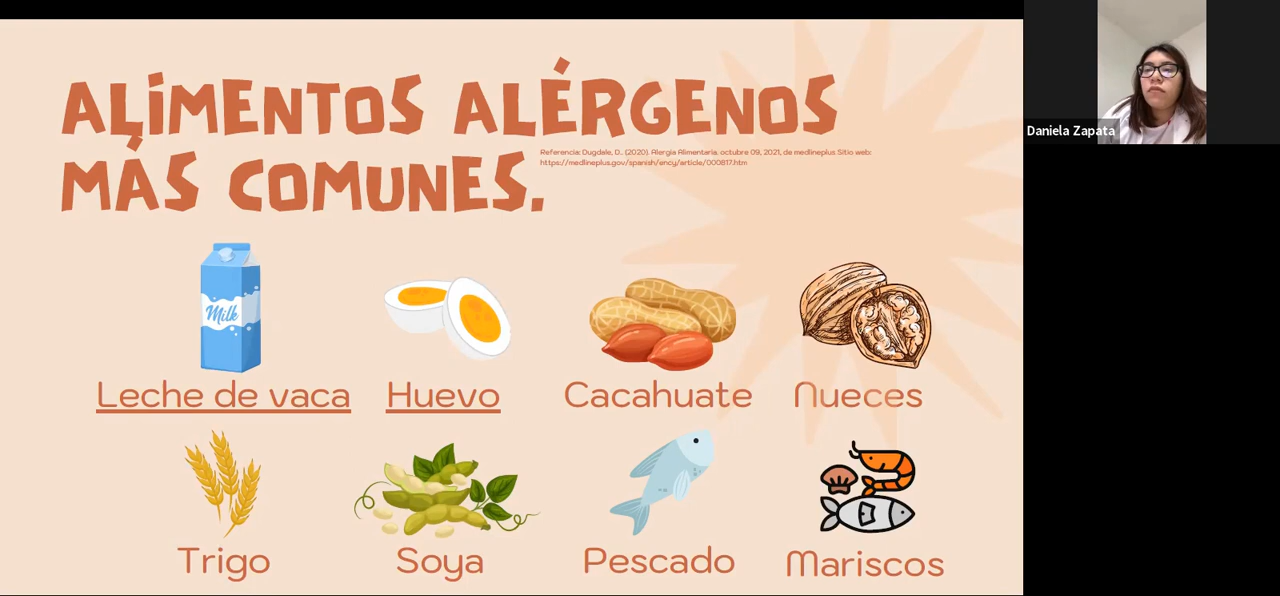 ALÍMENTOS ALÉRGENOS
MÁS COMUNES.
Referencia: Dugdale, D.. (2020). Alergia Alimentaria. octubre 09, 2021, de medlineplus Sitio web:
https://medlineplus.gov/spanish/ency/article/000817.htm
Milk
Leche de vaca
Huevo
Cacahuate
Nueces
Trigo
Soya
Pescado
Mariscos
Daniela Zapata